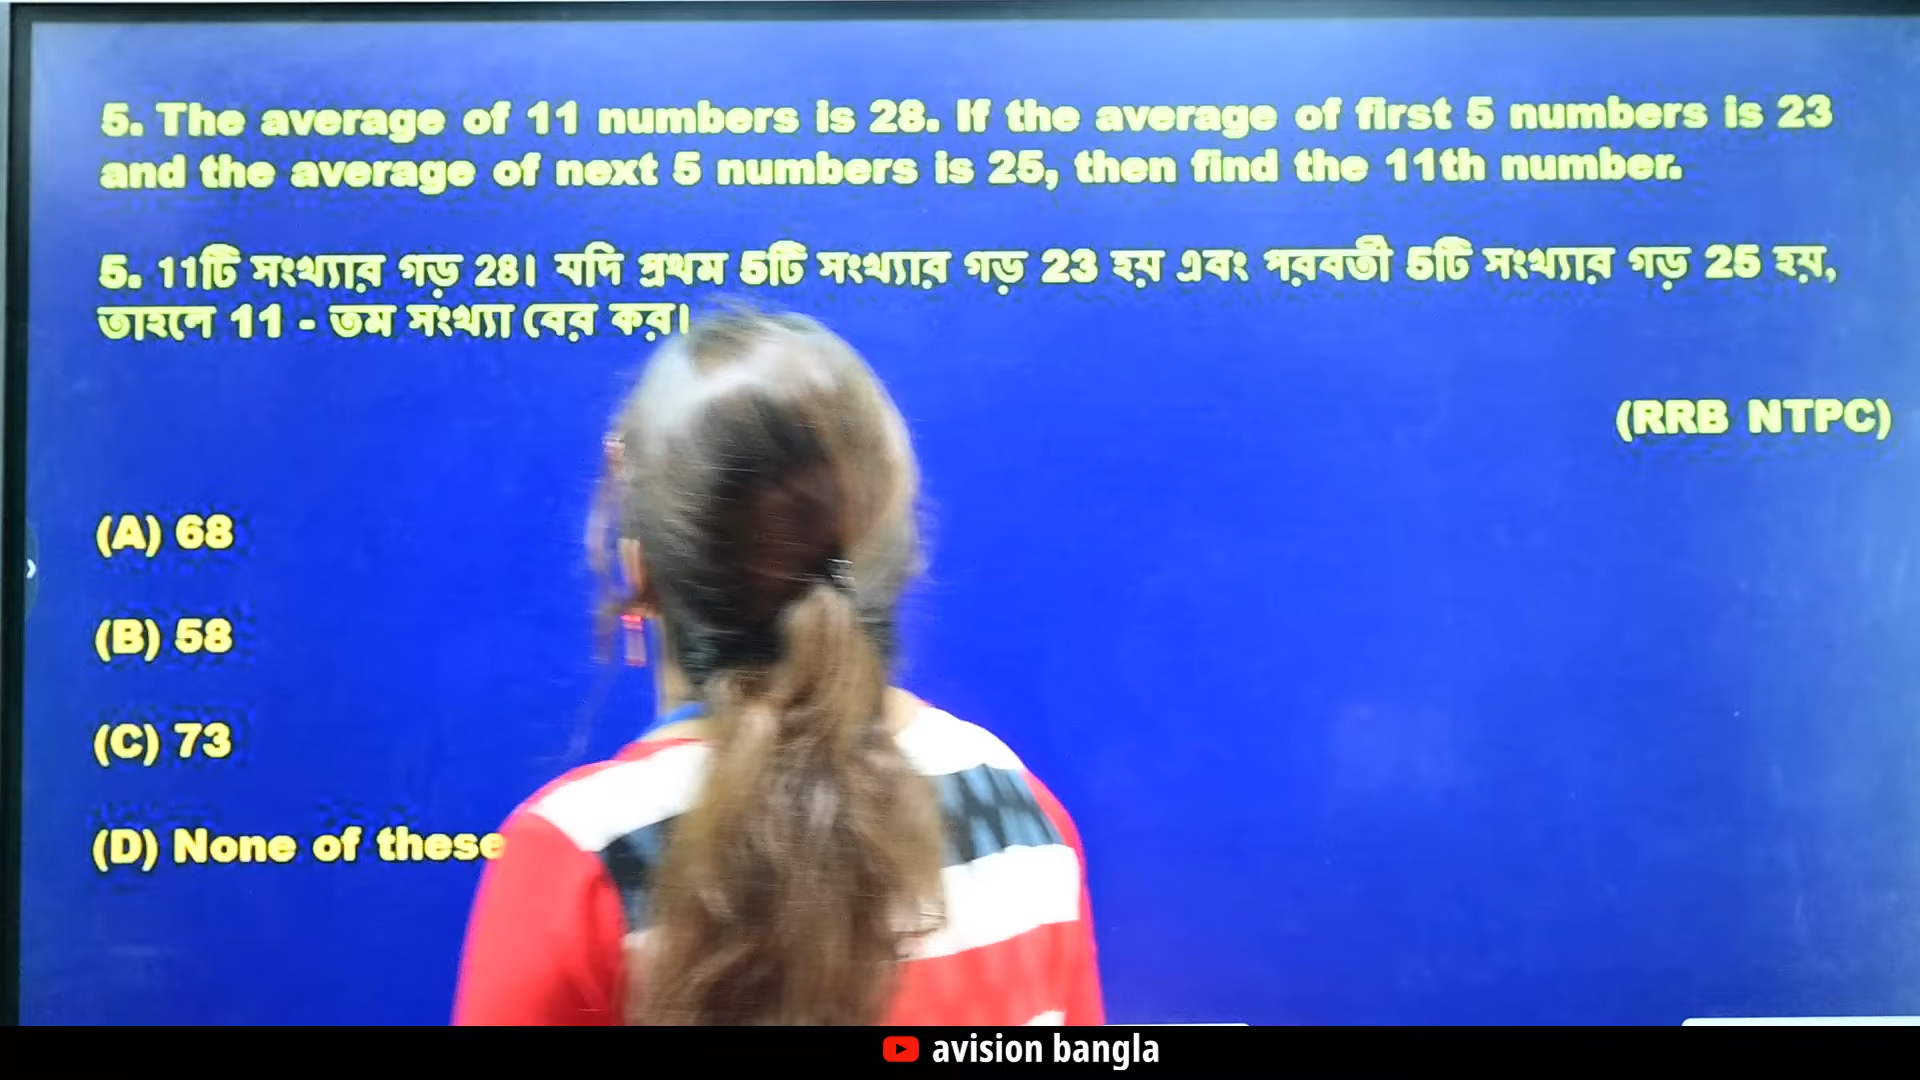 5. The average of 11 numbers is 28. If the average of first 5 numbers is 23
and the average of next 5 numbers is 25, then find the 11th number.
5. 11টি সংখ্যার গড় 28। যদি প্রথম 5টি সংখ্যার গড় 23 হয় এবং পরবর্তী 5টি সংখ্যার গড় 25 হয়,
তাহলে 11 - তম সংখ্যা বের কর।
(RRB NTPC)
(A) 68
(B) 58
(C) 73
(D) None of these
avision bangla